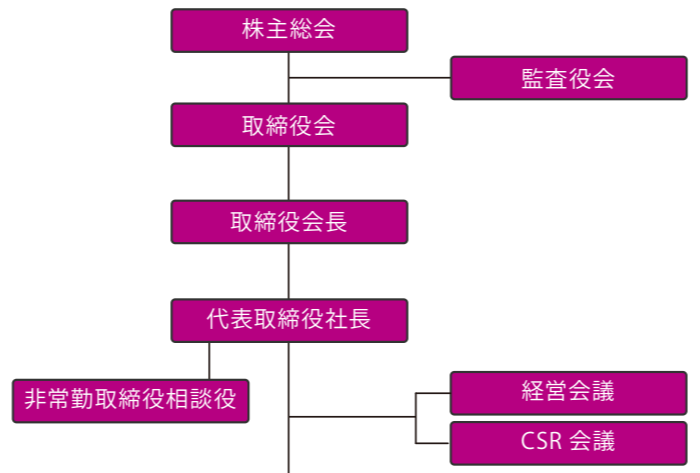 株主総会
監査役会
取締役会
取締役会長
代表取締役社長
非常勤取締役相談役
経営会議
CSR 会議